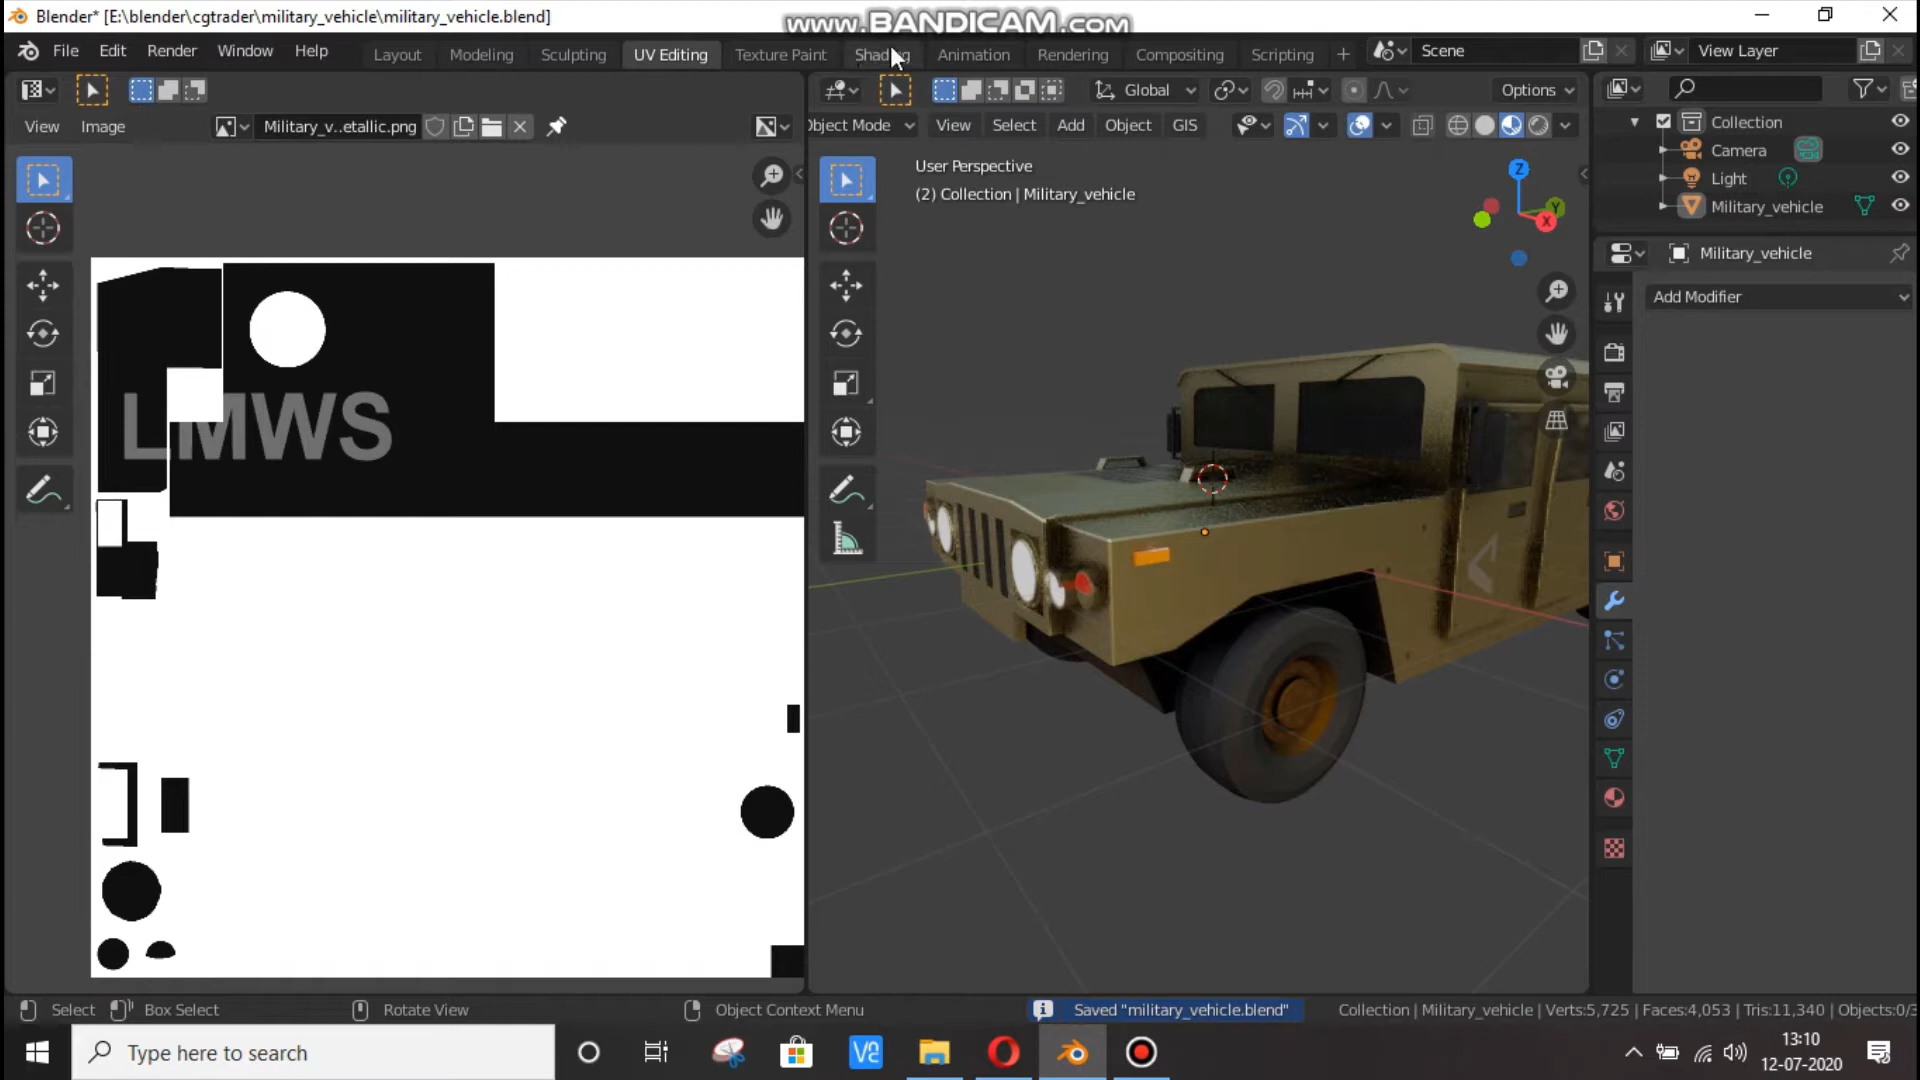 Blender* [E:\blender\cgtrader\military_vehicle\military_vehicle.blend]
www.BANDICAM.com
File Edit Render Window Help
Layout Modeling Sculpting UV Editing Texture Paint Shading Animation Rendering Compositing Scripting +
Scene
View Layer
Global
Options
View Image
Military_v...etallic.png
bject Mode View Select Add Object GIS
User Perspective
(2) Collection | Military_vehicle
Z
Y
X
LMWS
Collection
Camera
Light
Military_vehicle
Military_vehicle
Add Modifier
Select Box Select Rotate View Object Context Menu
Saved "military_vehicle.blend"
Collection | Military_vehicle | Verts:5,725 | Faces:4,053 | Tris:11,340 | Objects:0/3
Type here to search
13:10
12-07-2020